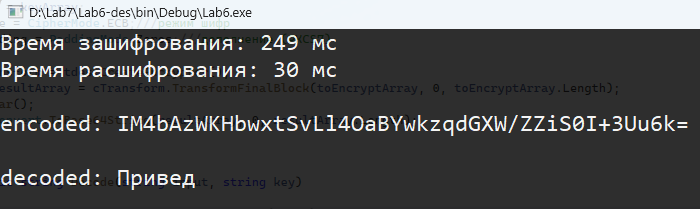 D:\Lab7\Lab6-des\bin\Debug\Lab6.exe
Время зашифрования: 249 мс
Время расшифрования: 30 мс
encoded: IM4bAzWKHbwxtSvL14OaBYwkzqdGXW/ZZiS0I+3Uu6k=
decoded: Привед